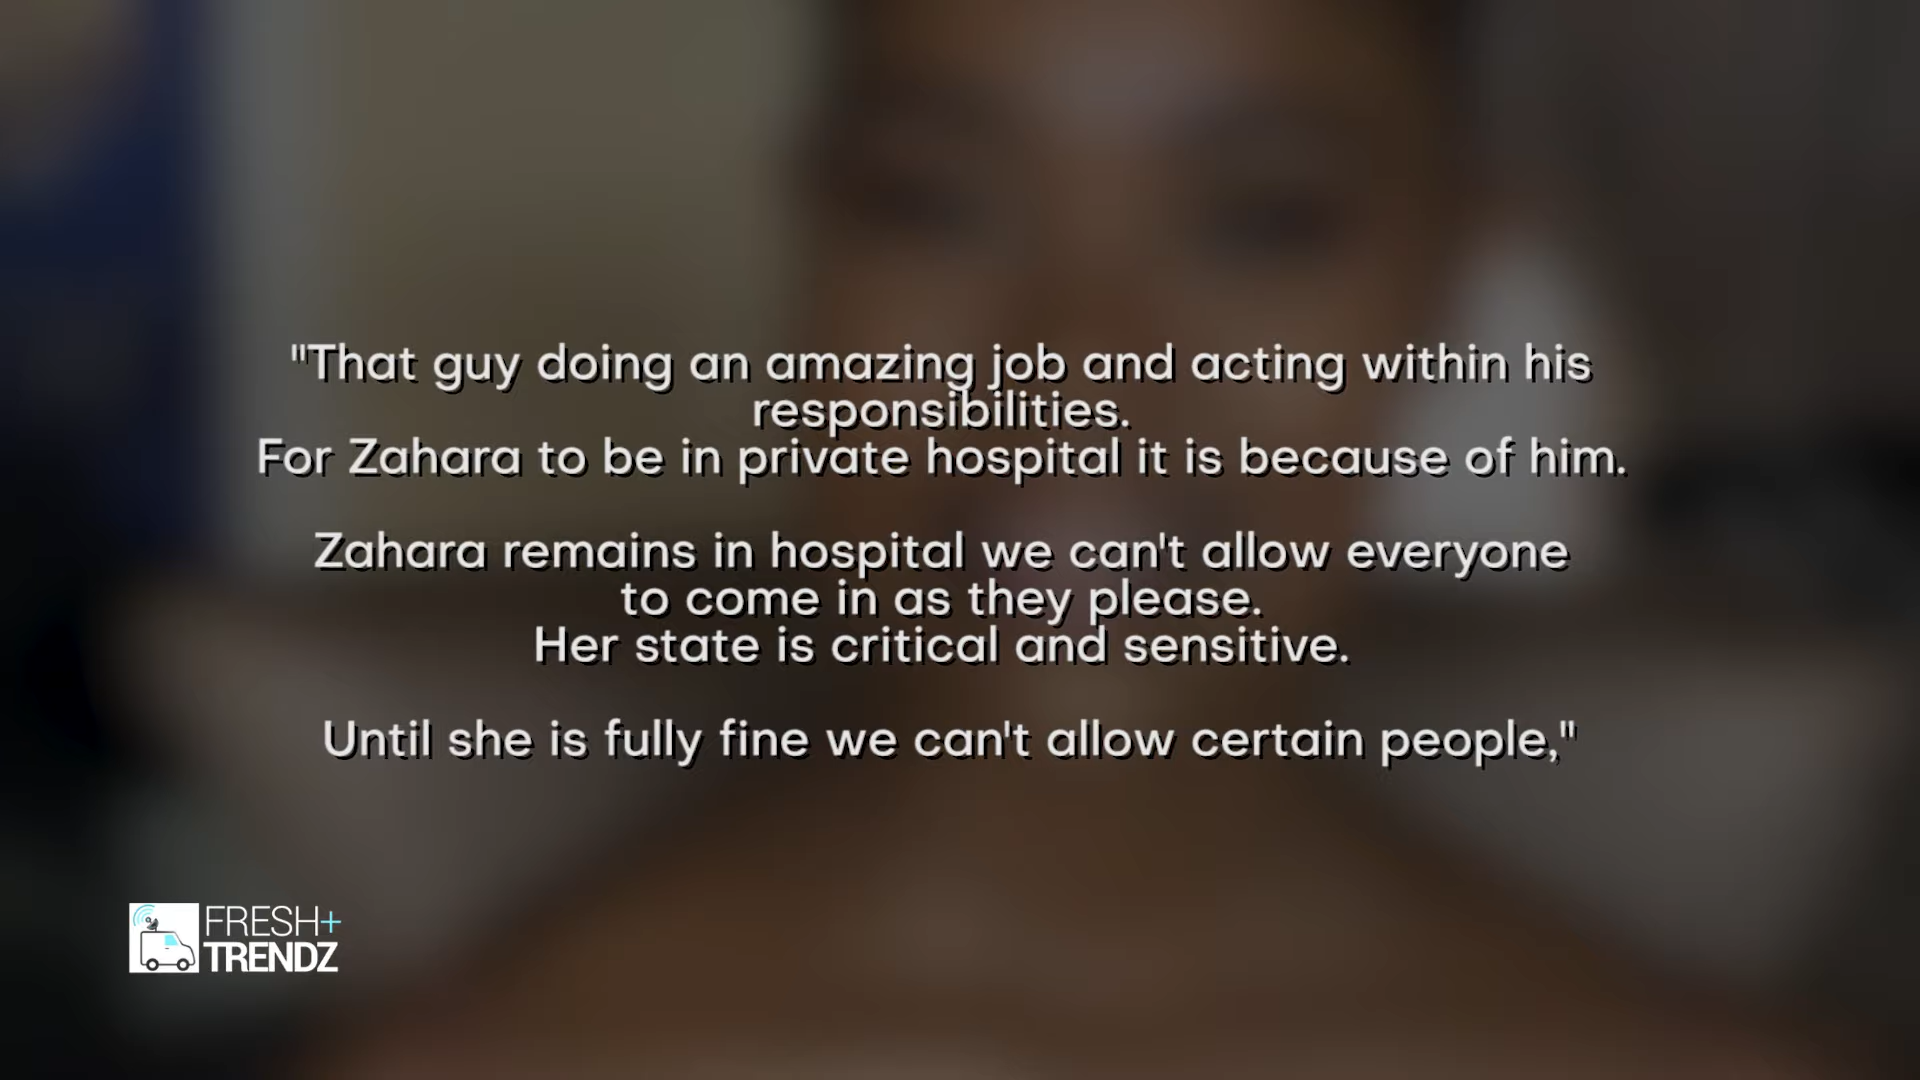 "That guy doing an amazing job and acting within his
responsibilities.
For Zahara to be in private hospital it is because of him.
Zahara remains in hospital we can't allow everyone
to come in as they please.
Her state is critical and sensitive.
Until she is fully fine we can't allow certain people,"
FRESH+
TRENDZ